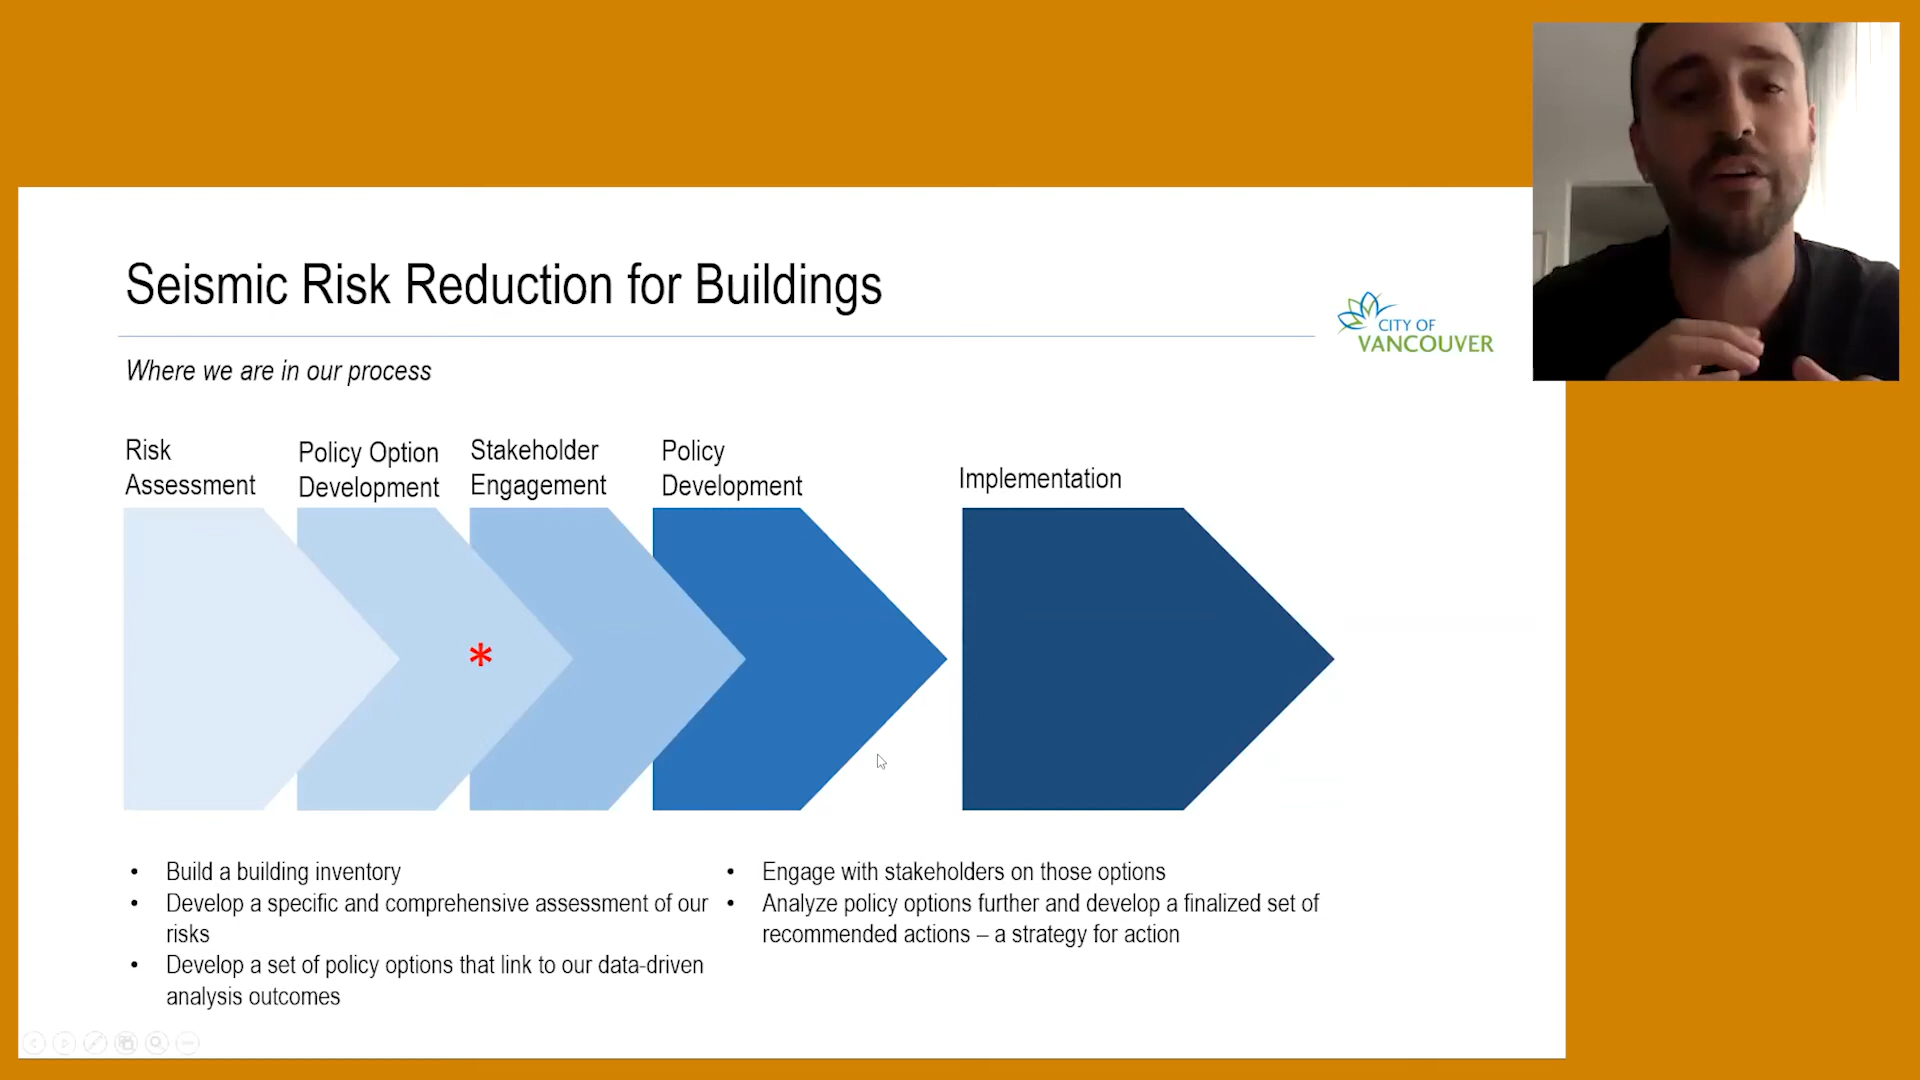 Seismic Risk Reduction for Buildings
CITY OF
VANCOUVER
Where we are in our process
Risk
Assessment
Policy Option
Development
Stakeholder
Engagement
Policy
Development
Implementation
*
• Build a building inventory
• Develop a specific and comprehensive assessment of our
risks
• Develop a set of policy options that link to our data-driven
analysis outcomes
• Engage with stakeholders on those options
• Analyze policy options further and develop a finalized set of
recommended actions – a strategy for action